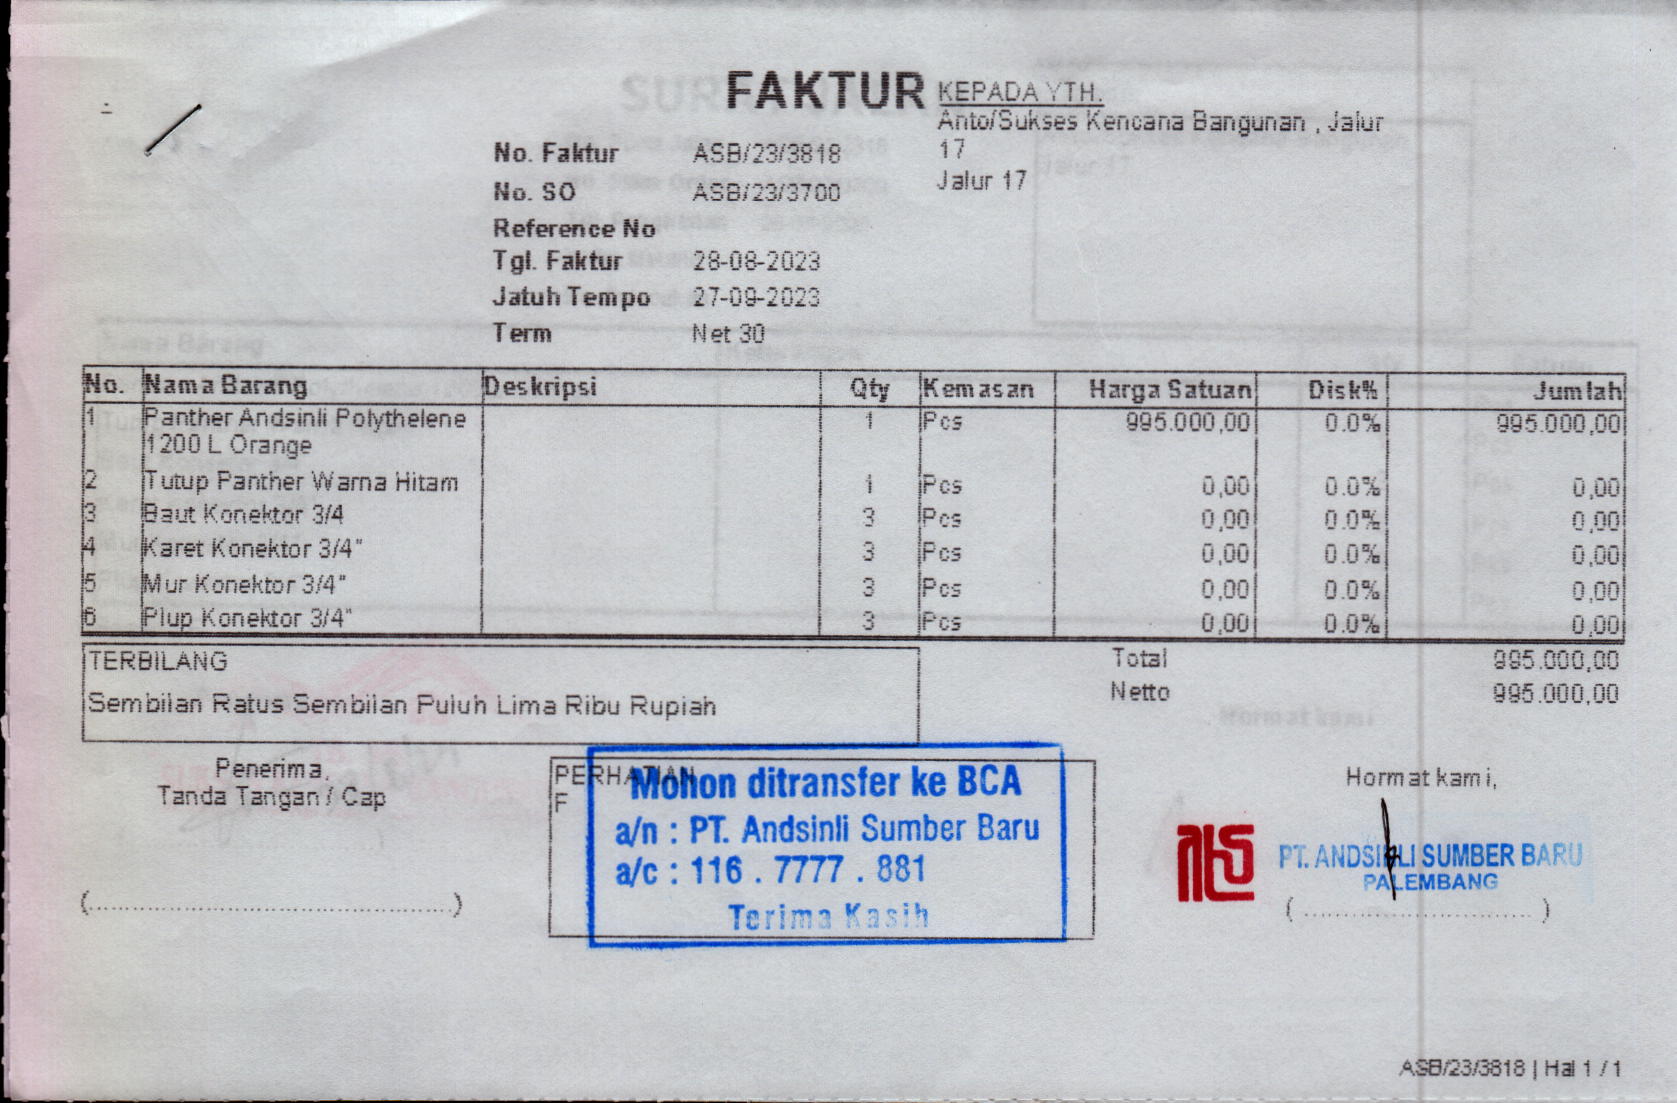 FAKTUR
KEPADA YTH.
Anto/Sukses Kencana Bangunan , Jalur
17
Jalur 17
No. Faktur ASB/23/3818
No. SO ASB/23/3700
Reference No
Tgl. Faktur 28-08-2023
Jatuh Tempo 27-09-2023
Term Net 30
No. Nama Barang Deskripsi Qty Kemasan Harga Satuan Disk% Jumlah
1 Panther Andsinli Polythelene 1 Pcs 995.000,00 0.0% 995.000,00
1200 L Orange
2 Tutup Panther Warna Hitam 1 Pcs 0,00 0.0% 0,00
3 Baut Konektor 3/4 3 Pcs 0,00 0.0% 0,00
4 Karet Konektor 3/4" 3 Pcs 0,00 0.0% 0,00
5 Mur Konektor 3/4" 3 Pcs 0,00 0.0% 0,00
6 Plup Konektor 3/4" 3 Pcs 0,00 0.0% 0,00
TERBILANG
Sembilan Ratus Sembilan Puluh Lima Ribu Rupiah
Total 995.000,00
Netto 995.000,00
Penerima,
Tanda Tangan / Cap
(..........................................)
PERHATIAN
F
Mohon ditransfer ke BCA
a/n : PT. Andsinli Sumber Baru
a/c : 116 . 7777 . 881
Terima Kasih
Hormat kami,
PT. ANDSINLI SUMBER BARU
PALEMBANG
( .......................... )
ASB/23/3818 | Hal 1 / 1